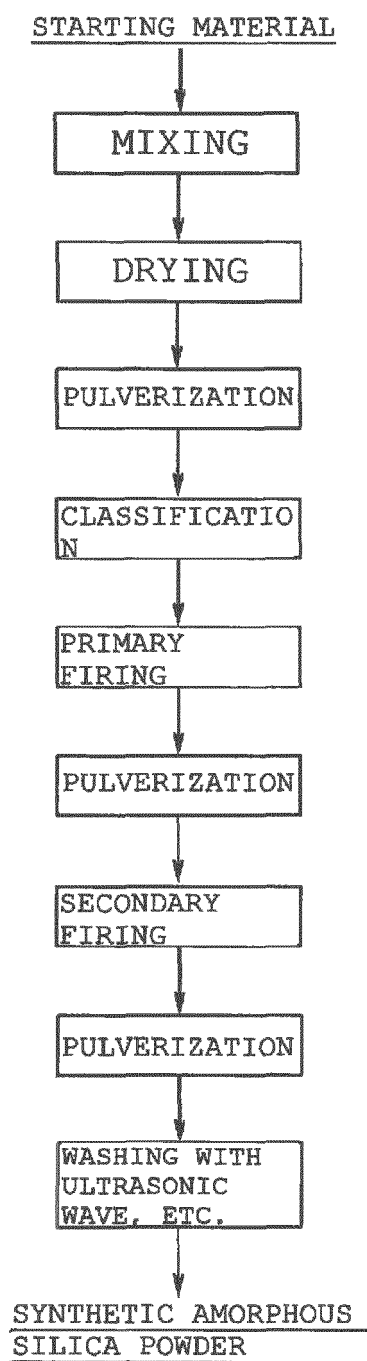 STARTING MATERIAL
MIXING
DRYING
PULVERIZATION
CLASSIFICATIO
N
PRIMARY
FIRING
PULVERIZATION
SECONDARY
FIRING
PULVERIZATION
WASHING WITH
ULTRASONIC
WAVE, ETC.
SYNTHETIC AMORPHOUS
SILICA POWDER